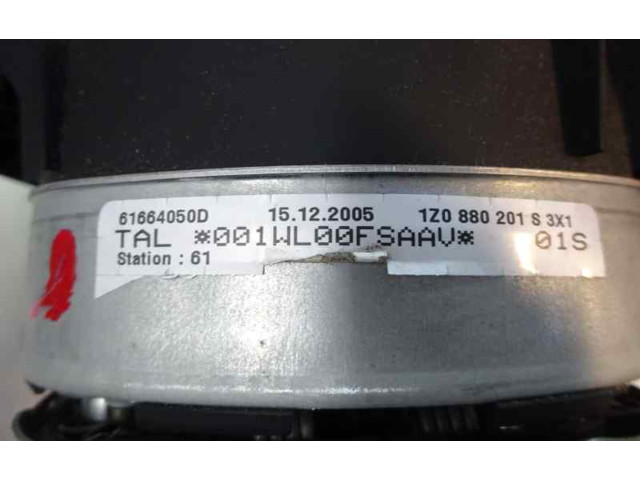 61664050D 15.12.2005 1Z0 880 201 S 3X1
TAL *001WL00FSAAV* 01S
Station : 61